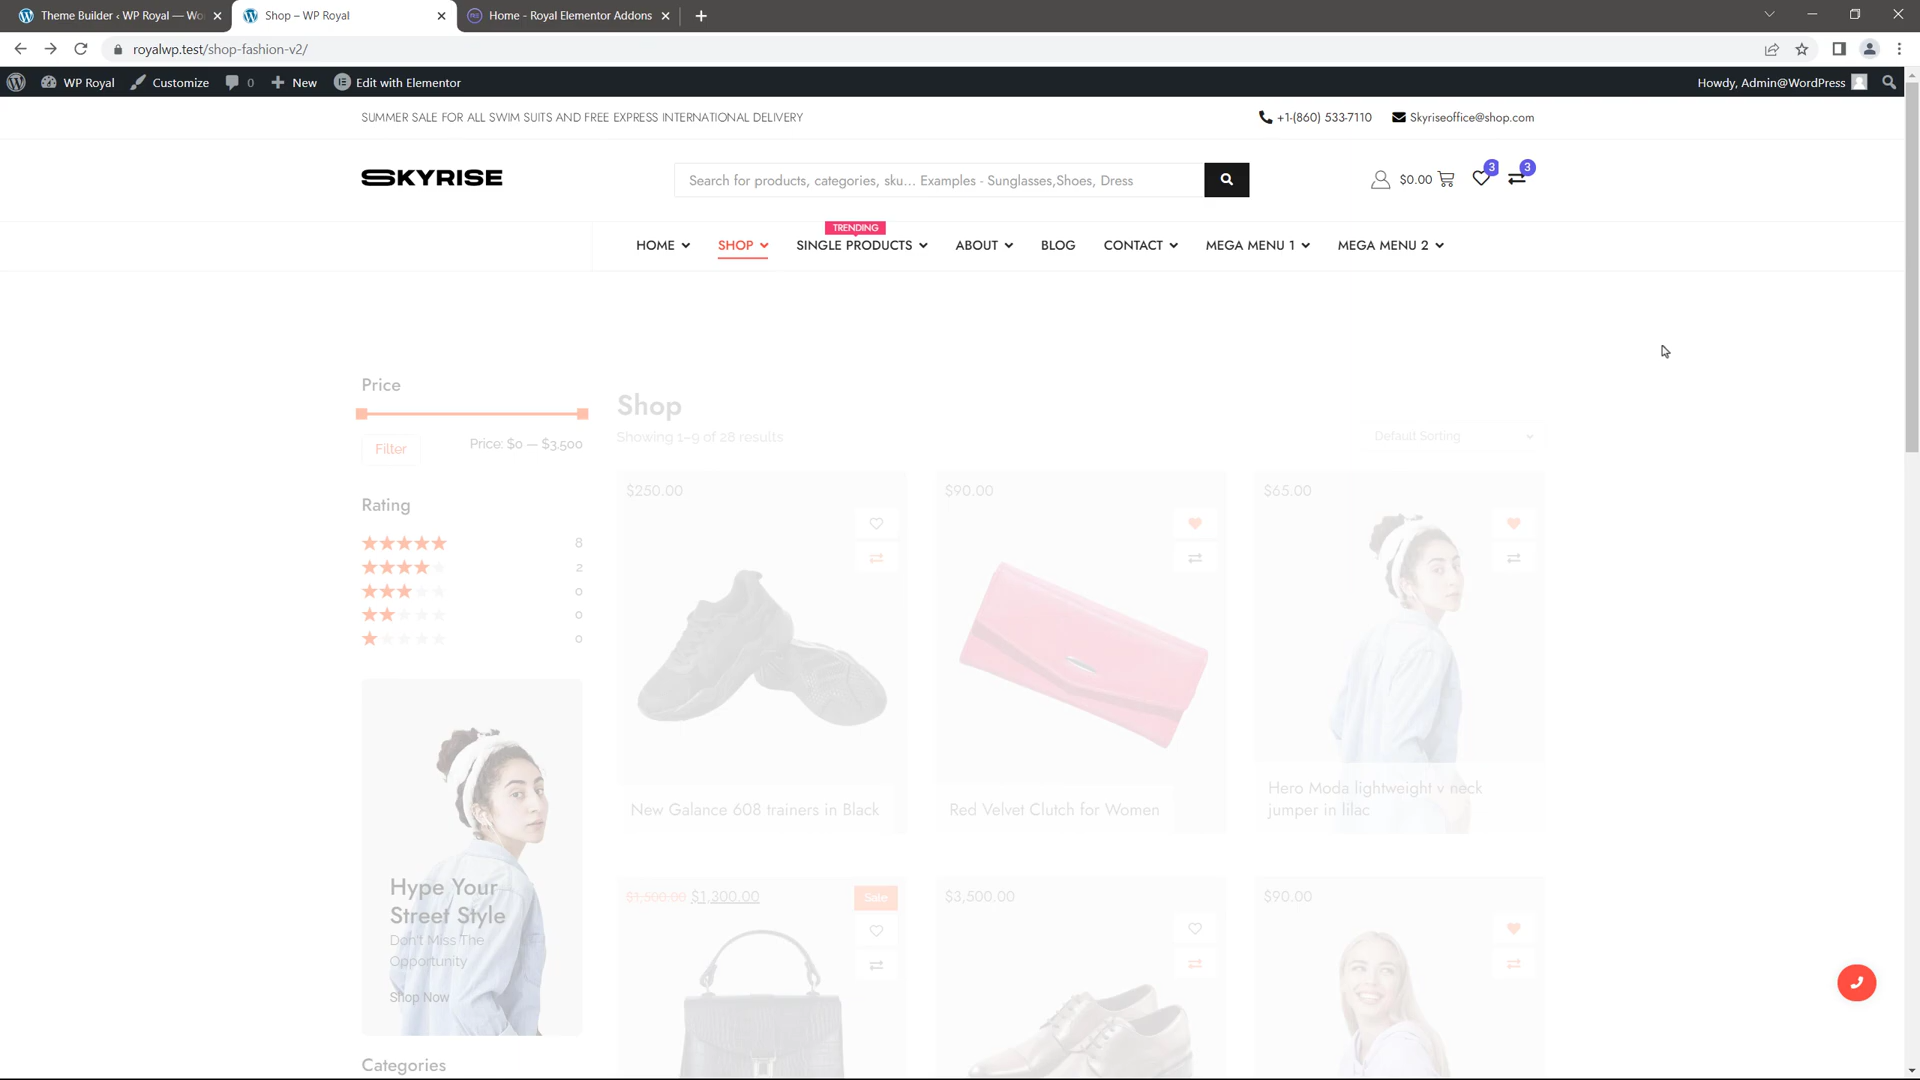 Theme Builder ‹ WP Royal — Wo
Shop – WP Royal
Home - Royal Elementor Addons
royalwp.test/shop-fashion-v2/
WP Royal
Customize
0
New
Edit with Elementor
Howdy, Admin@WordPress
SUMMER SALE FOR ALL SWIM SUITS AND FREE EXPRESS INTERNATIONAL DELIVERY
+1-(860) 533-7110
Skyriseoffice@shop.com
SKYRISE
Search for products, categories, sku... Examples - Sunglasses,Shoes, Dress
$0.00
3
3
TRENDING
HOME
SHOP
SINGLE PRODUCTS
ABOUT
BLOG
CONTACT
MEGA MENU 1
MEGA MENU 2
Price
Filter
Price: $0 — $3,500
Rating
8
2
0
0
0
Hype Your
Street Style
Don't Miss The
Opportunity
Shop Now
Categories
Shop
Showing 1–9 of 28 results
Default Sorting
$250.00
New Galance 608 trainers in Black
$90.00
Red Velvet Clutch for Women
$65.00
Hero Moda lightweight v neck
jumper in lilac
$1,500.00 $1,300.00
Sale
$3,500.00
$90.00